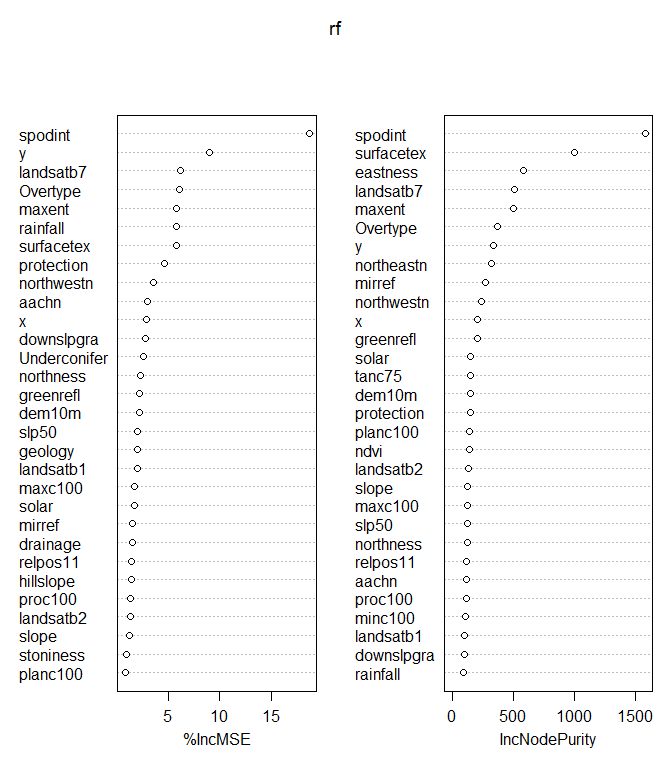 rf
spodint
y
landsatb7
Overtype
maxent
rainfall
surfacetex
protection
northwestn
aachn
x
downslpgra
Underconifer
northness
greenrefl
dem10m
slp50
geology
landsatb1
maxc100
solar
mirref
drainage
relpos11
hillslope
proc100
landsatb2
slope
stoniness
planc100
5 10 15
%IncMSE
spodint
surfacetex
eastness
landsatb7
maxent
Overtype
y
northeastn
mirref
northwestn
x
greenrefl
solar
tanc75
dem10m
protection
planc100
ndvi
landsatb2
slope
maxc100
slp50
northness
relpos11
aachn
proc100
minc100
landsatb1
downslpgra
rainfall
0 500 1000 1500
IncNodePurity